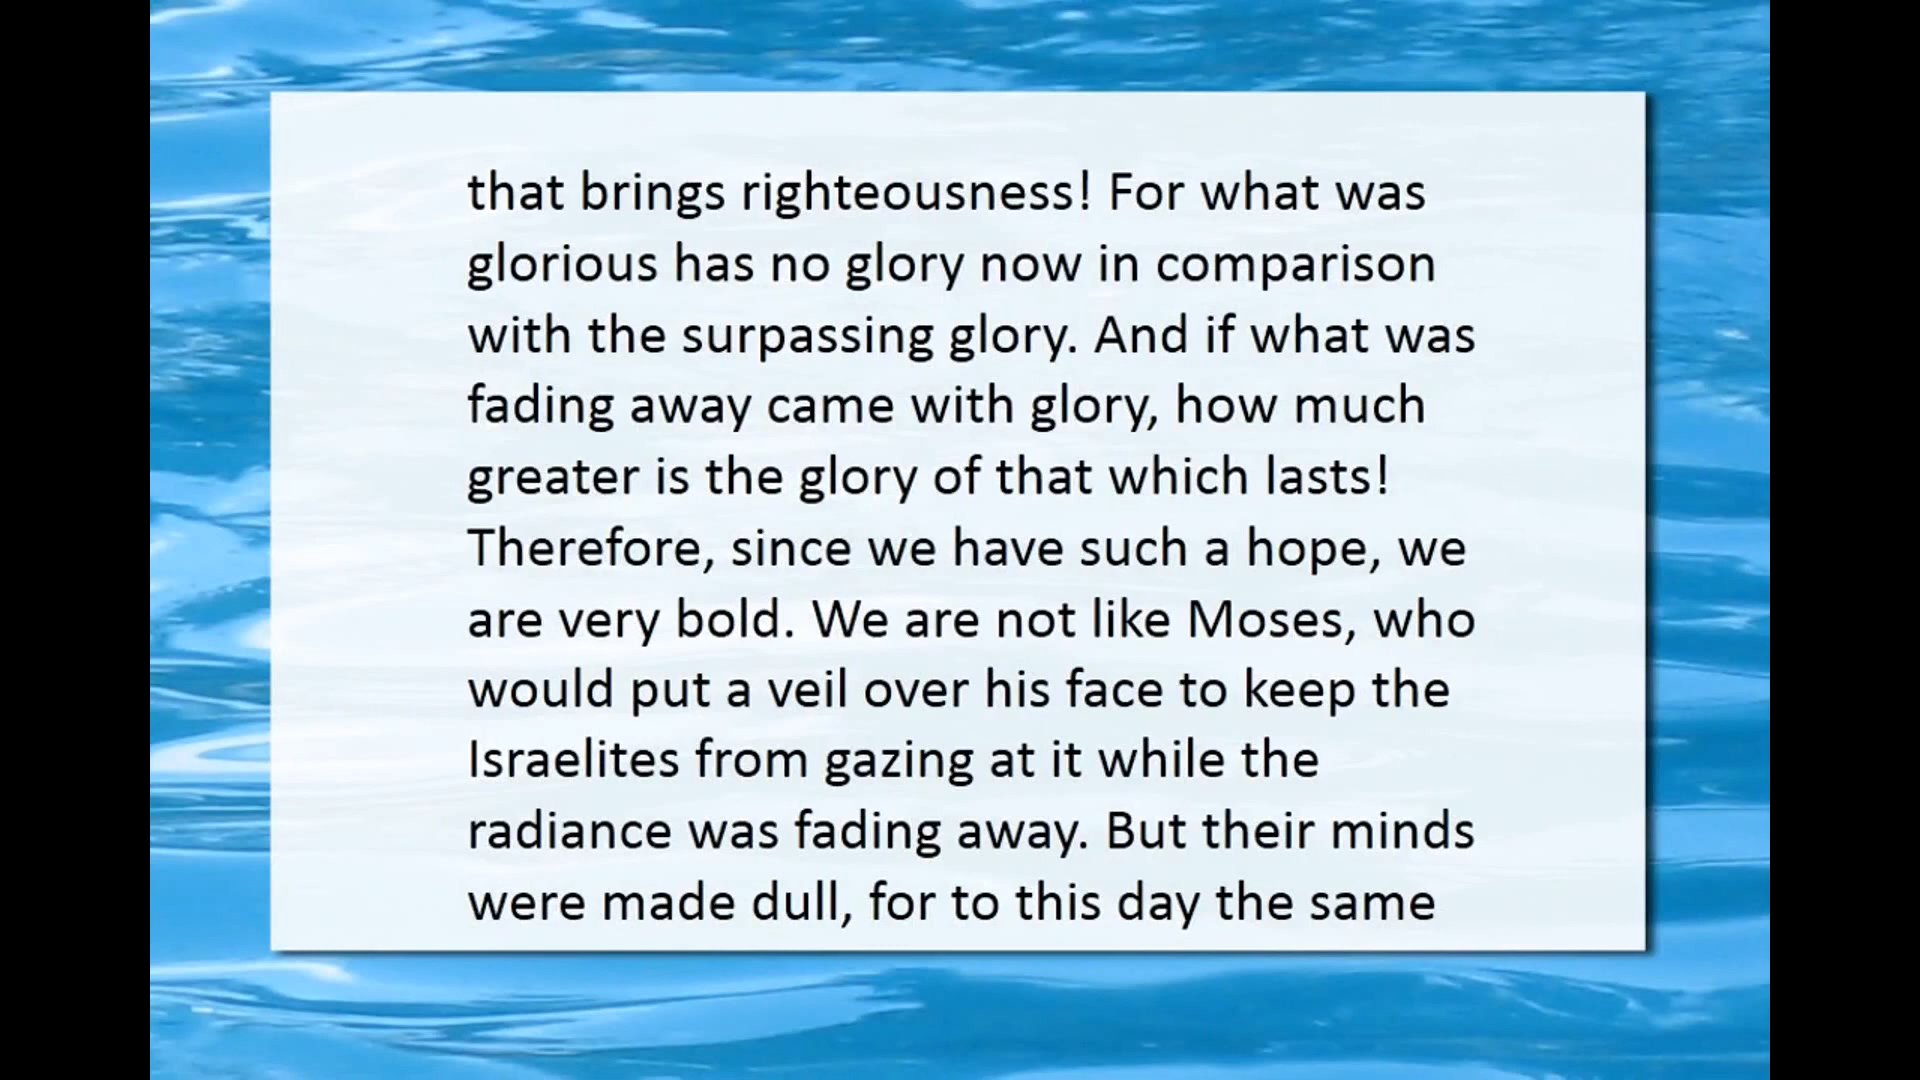 that brings righteousness! For what was
glorious has no glory now in comparison
with the surpassing glory. And if what was
fading away came with glory, how much
greater is the glory of that which lasts!
Therefore, since we have such a hope, we
are very bold. We are not like Moses, who
would put a veil over his face to keep the
Israelites from gazing at it while the
radiance was fading away. But their minds
were made dull, for to this day the same